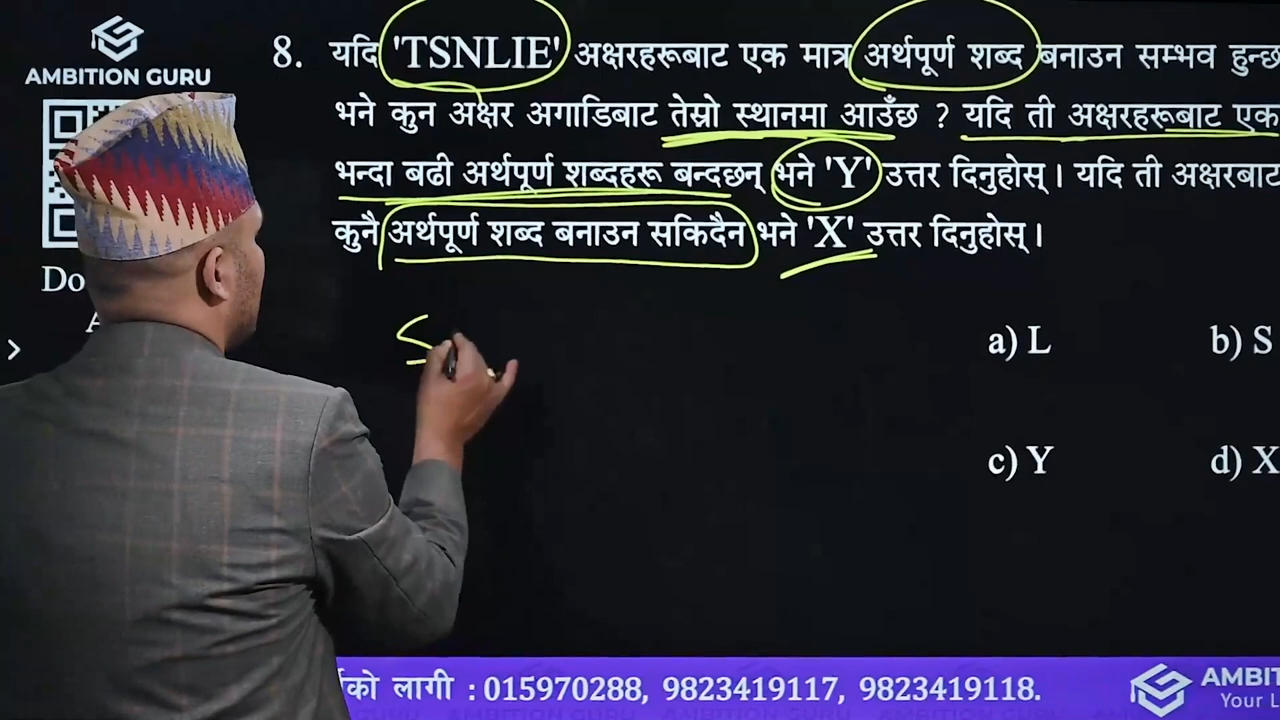 AMBITION GURU
8. यदि 'TSNLIE' अक्षरहरूबाट एक मात्र अर्थपूर्ण शब्द बनाउन सम्भव हुन्छ
भने कुन अक्षर अगाडिबाट तेस्रो स्थानमा आउँछ ? यदि ती अक्षरहरूबाट एक
भन्दा बढी अर्थपूर्ण शब्दहरू बन्दछन् भने 'Y' उत्तर दिनुहोस्। यदि ती अक्षरबाट
कुनै अर्थपूर्ण शब्द बनाउन सकिदैन भने 'X' उत्तर दिनुहोस्।
Do
A
S
a) L b) S
c) Y d) X
को लागी : 015970288, 9823419117, 9823419118.
AMBIT
Your L